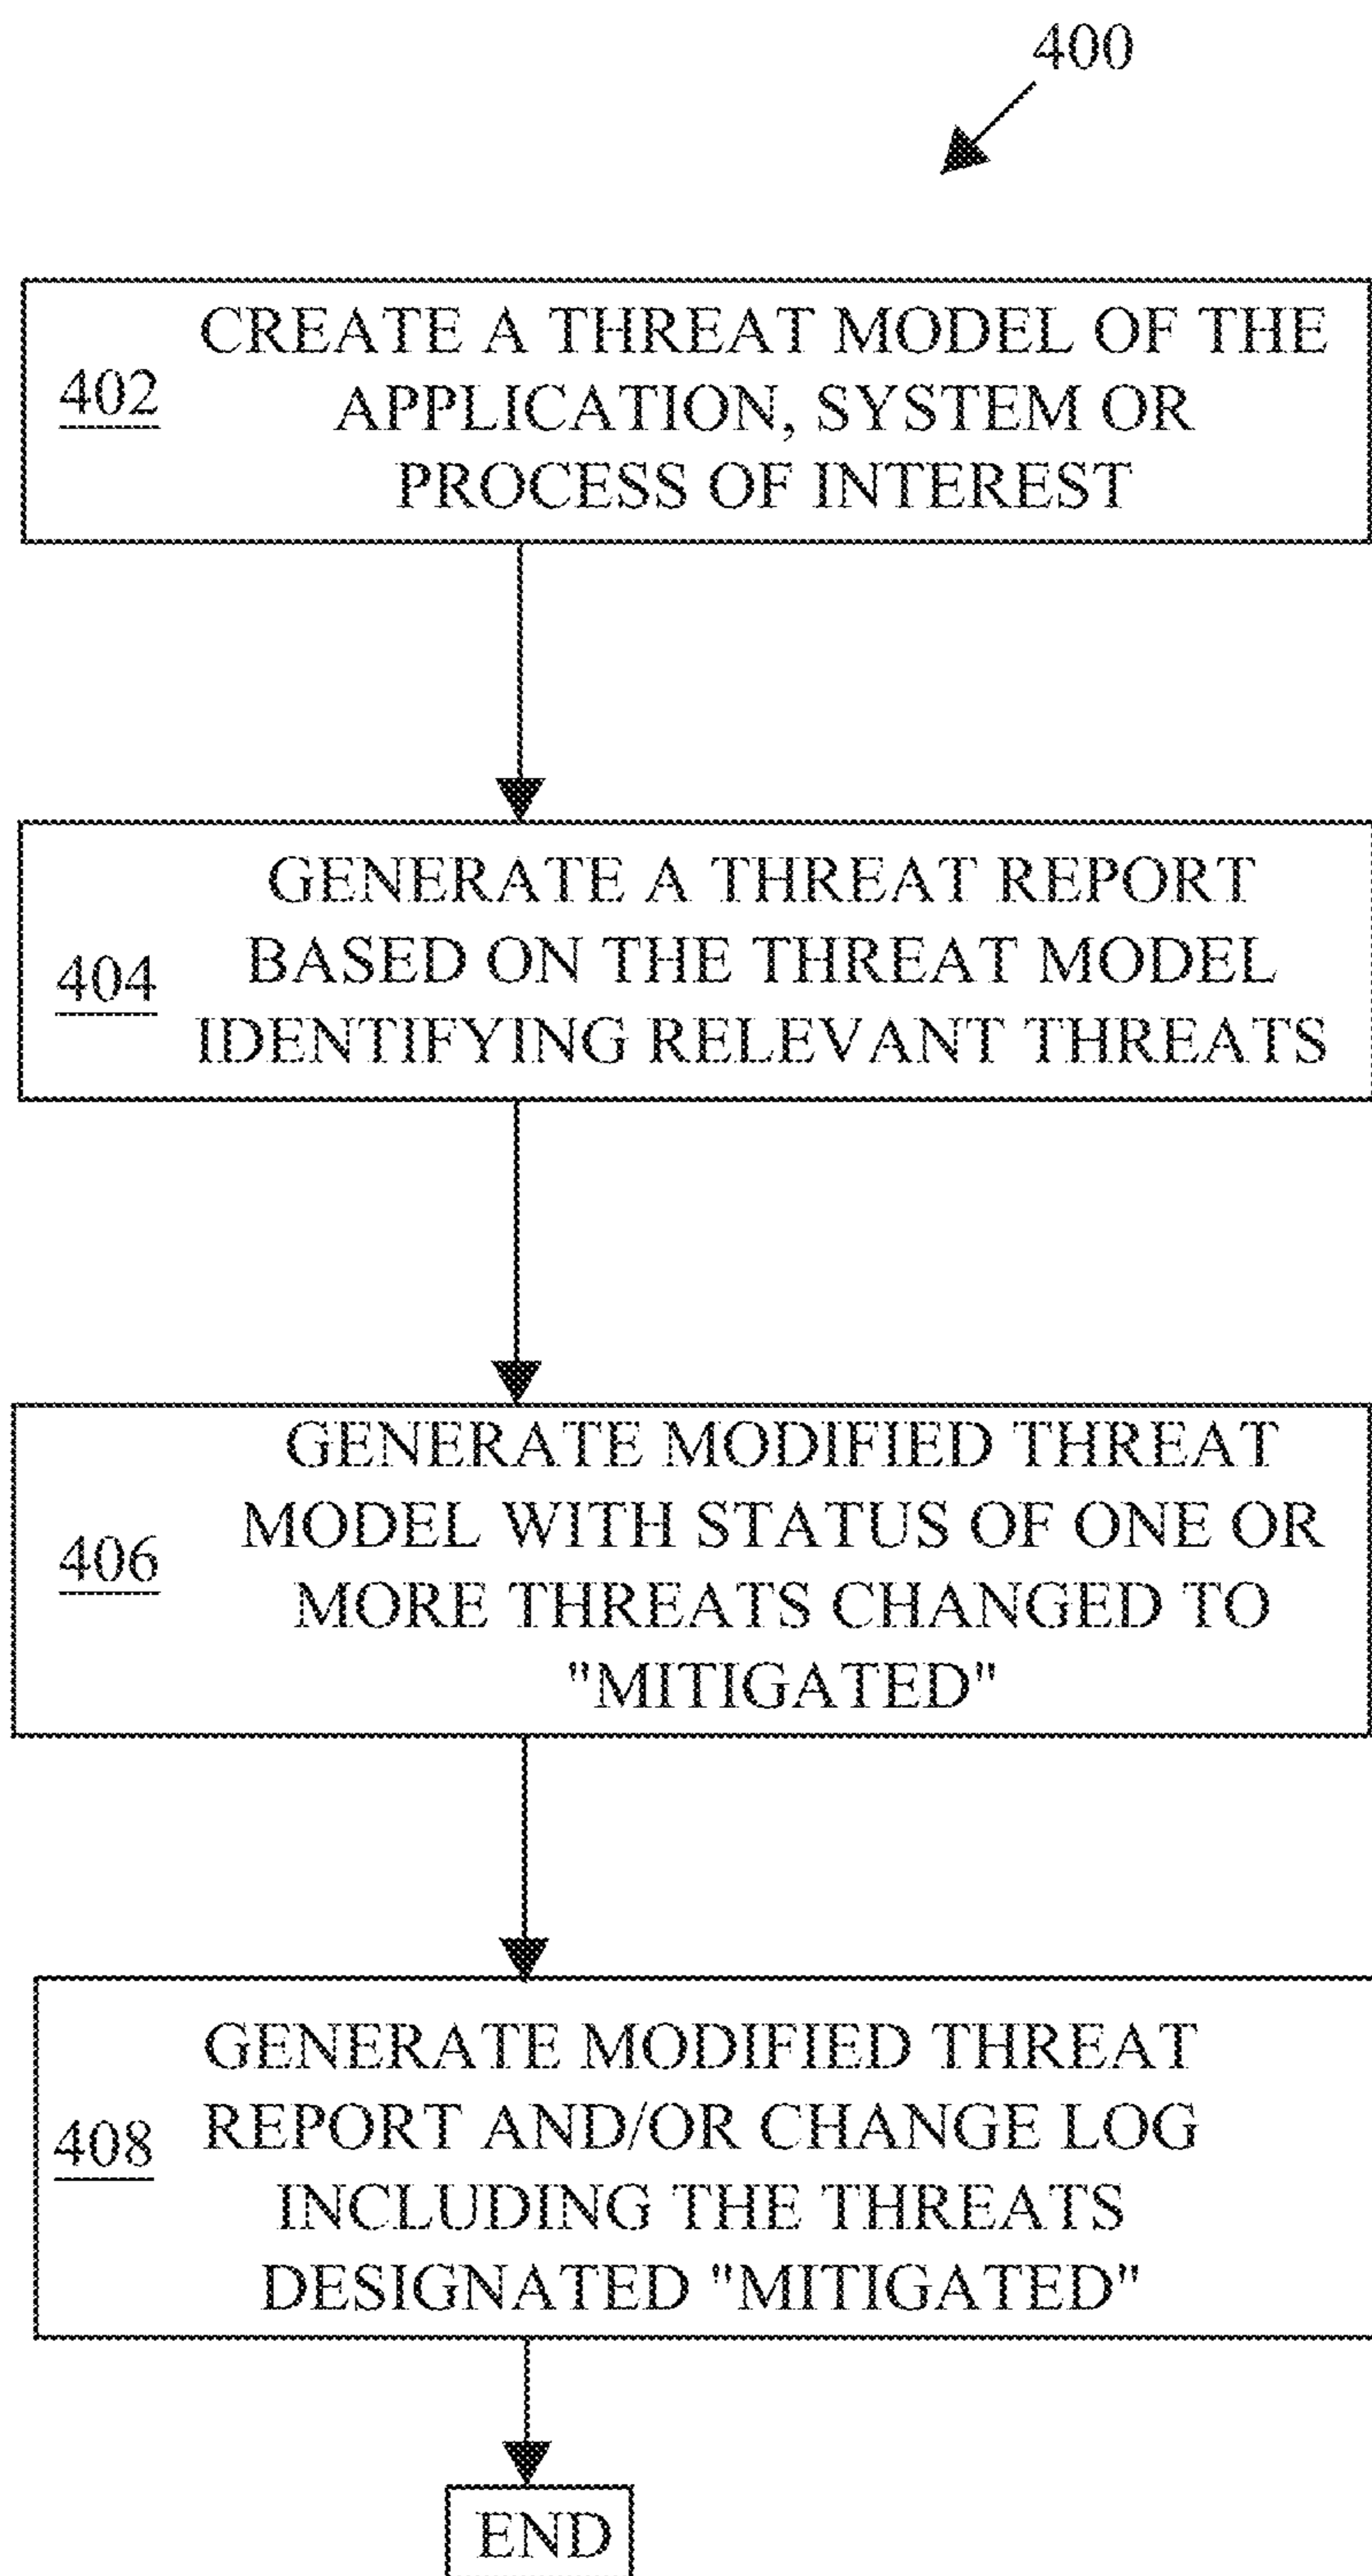 400
CREATE A THREAT MODEL OF THE
402
APPLICATION, SYSTEM OR
PROCESS OF INTEREST
GENERATE A THREAT REPORT
404
BASED ON THE THREAT MODEL
IDENTIFYING RELEVANT THREATS
GENERATE MODIFIED THREAT
MODEL WITH STATUS OF ONE OR
406
MORE THREATS CHANGED TO
"MITIGATED"
GENERATE MODIFIED THREAT
REPORT AND/OR CHANGE LOG
408
INCLUDING THE THREATS
DESIGNATED "MITIGATED"
END